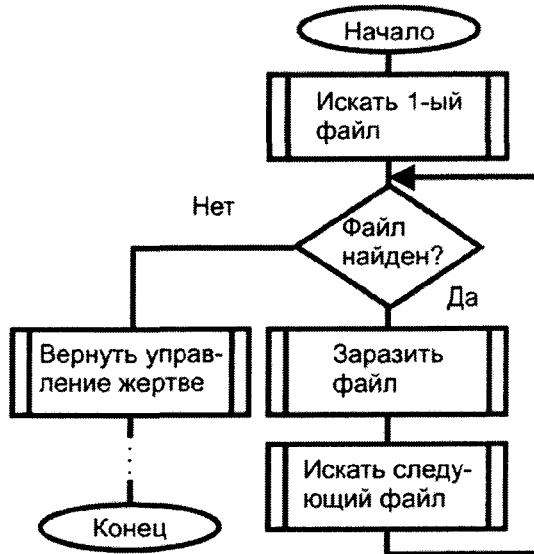 Начало
Искать 1-ый
файл
Нет
Файл
найден?
Да
Вернуть управ-
ление жертве
Заразить
файл
Искать следу-
ющий файл
Конец